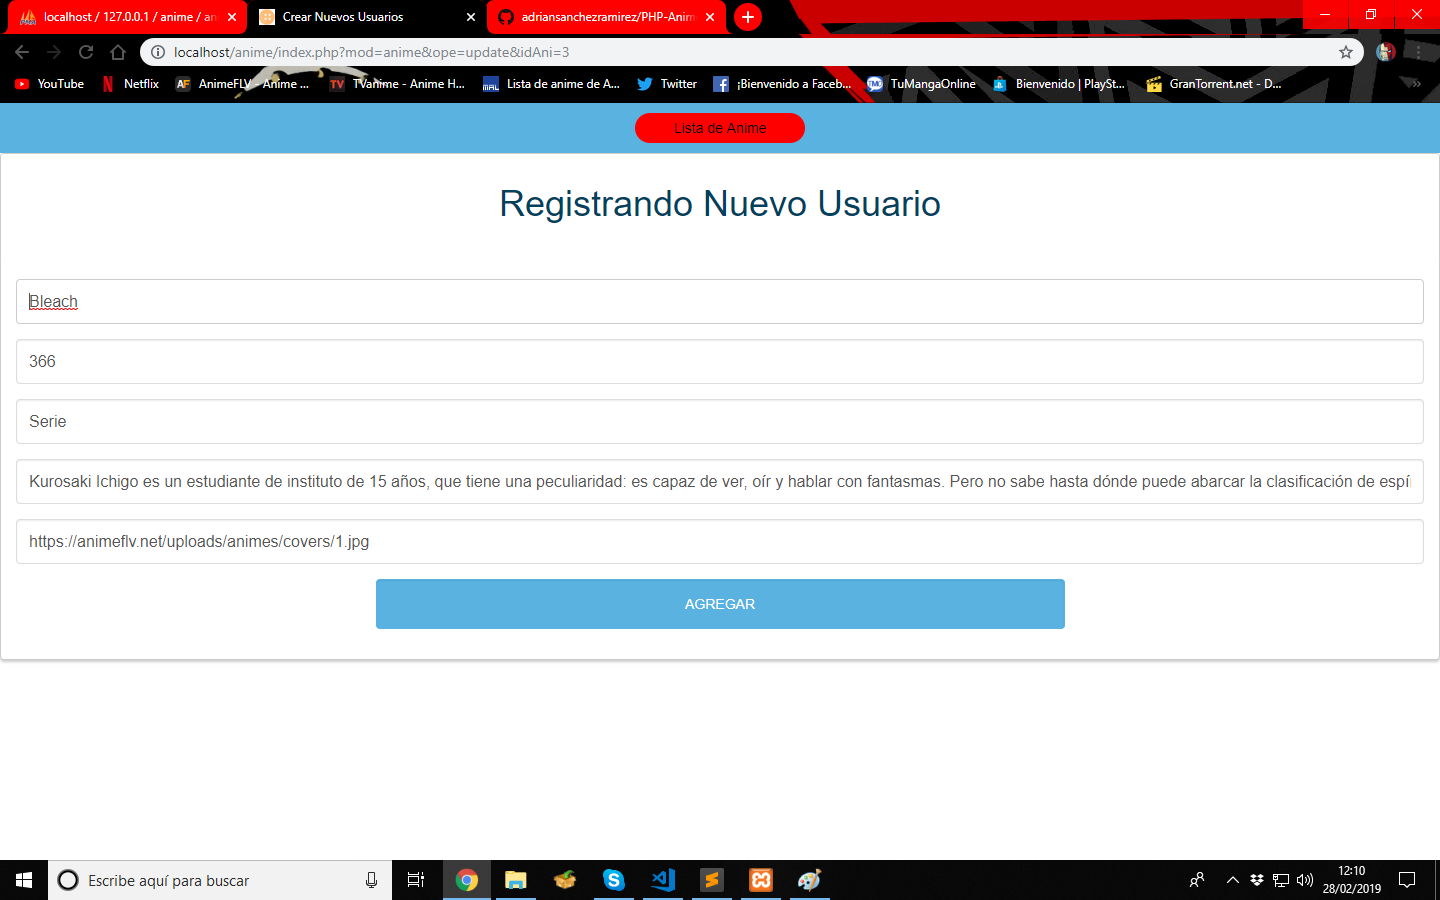 localhost / 127.0.0.1 / anime / an
Crear Nuevos Usuarios
adriansanchezramirez/PHP-Anim
localhost/anime/index.php?mod=anime&ope=update&idAni=3
YouTube
Netflix
AnimeFLV - Anime ...
TVanime - Anime H...
Lista de anime de A...
Twitter
¡Bienvenido a Faceb...
TuMangaOnline
Bienvenido | PlaySt...
GranTorrent.net - D...
Lista de Anime
Registrando Nuevo Usuario
Bleach
366
Serie
Kurosaki Ichigo es un estudiante de instituto de 15 años, que tiene una peculiaridad: es capaz de ver, oír y hablar con fantasmas. Pero no sabe hasta dónde puede abarcar la clasificación de espí
https://animeflv.net/uploads/animes/covers/1.jpg
AGREGAR
Escribe aquí para buscar
12:10
28/02/2019